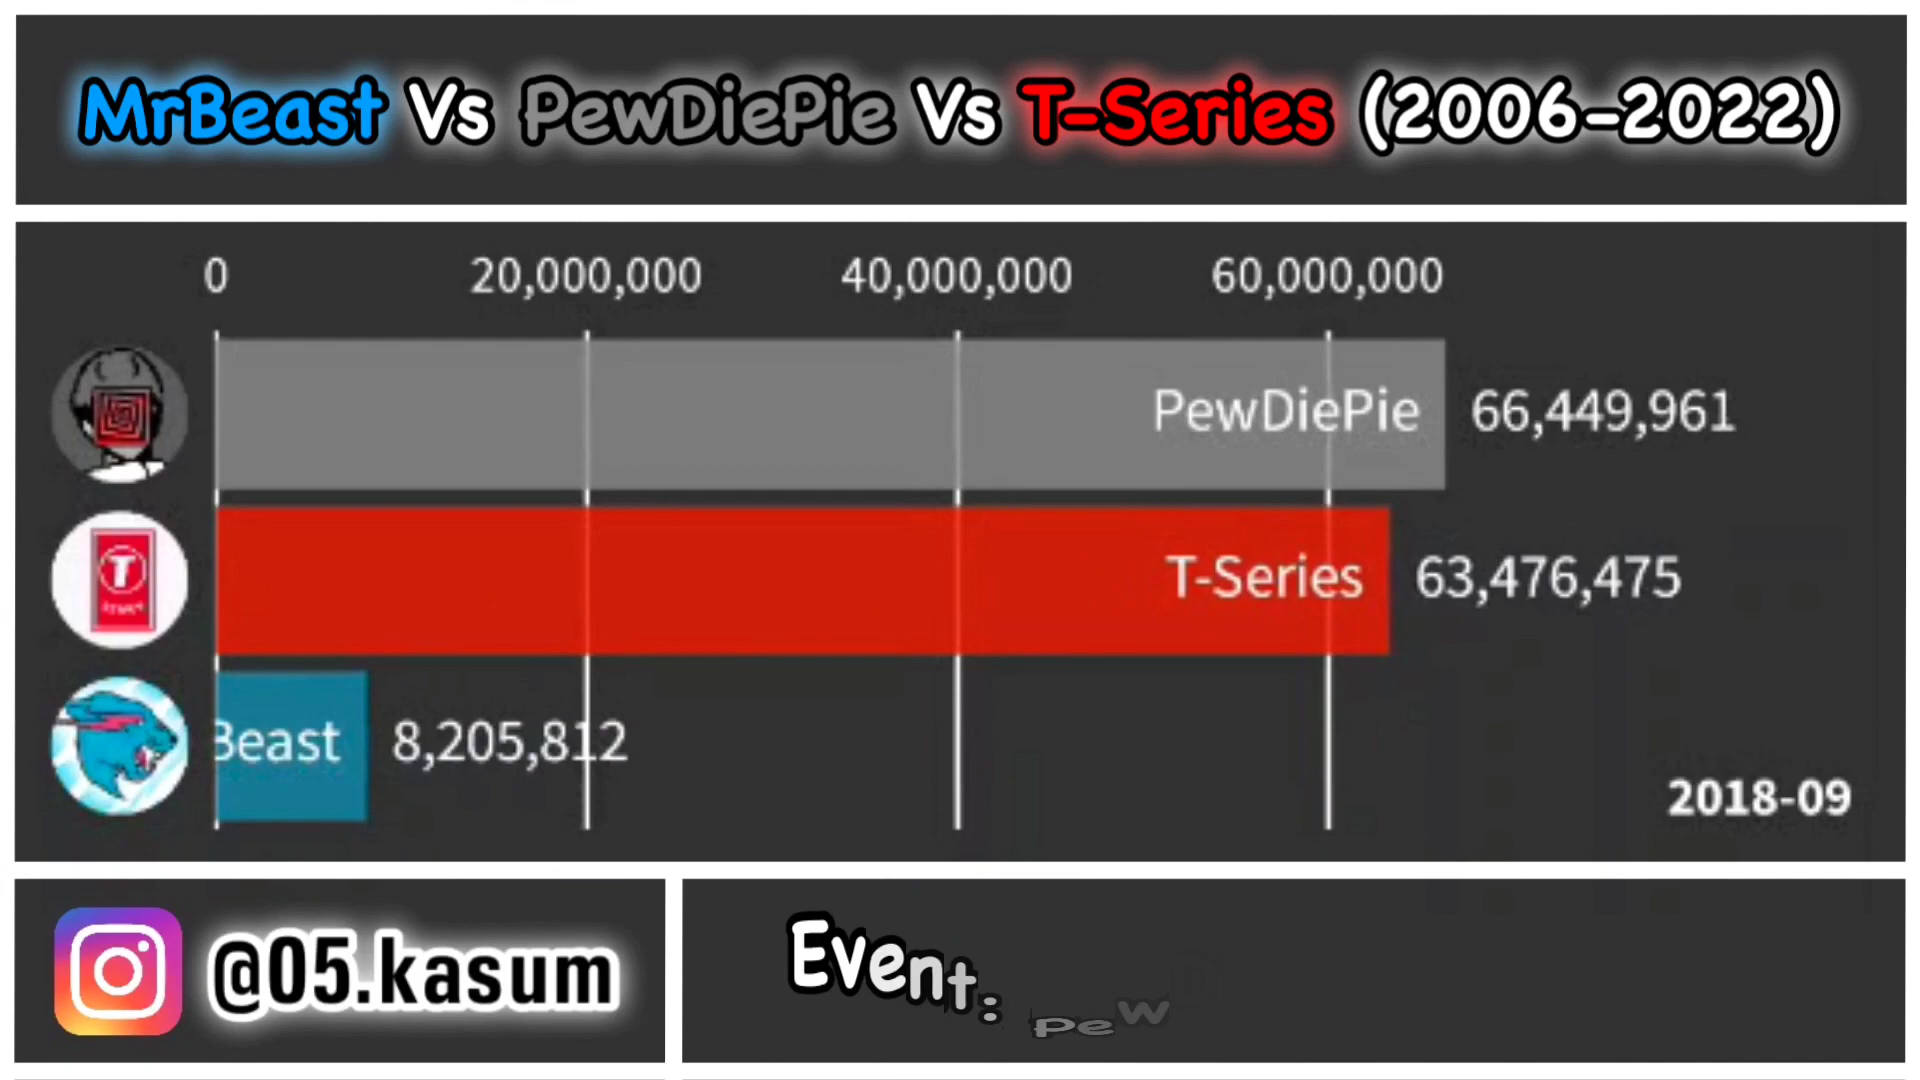 MrBeast Vs PewDiePie Vs T-Series (2006-2022)
0 20,000,000 40,000,000 60,000,000
PewDiePie 66,449,961
T-Series 63,476,475
Beast 8,205,812
2018-09
@05.kasum
Event: Pew